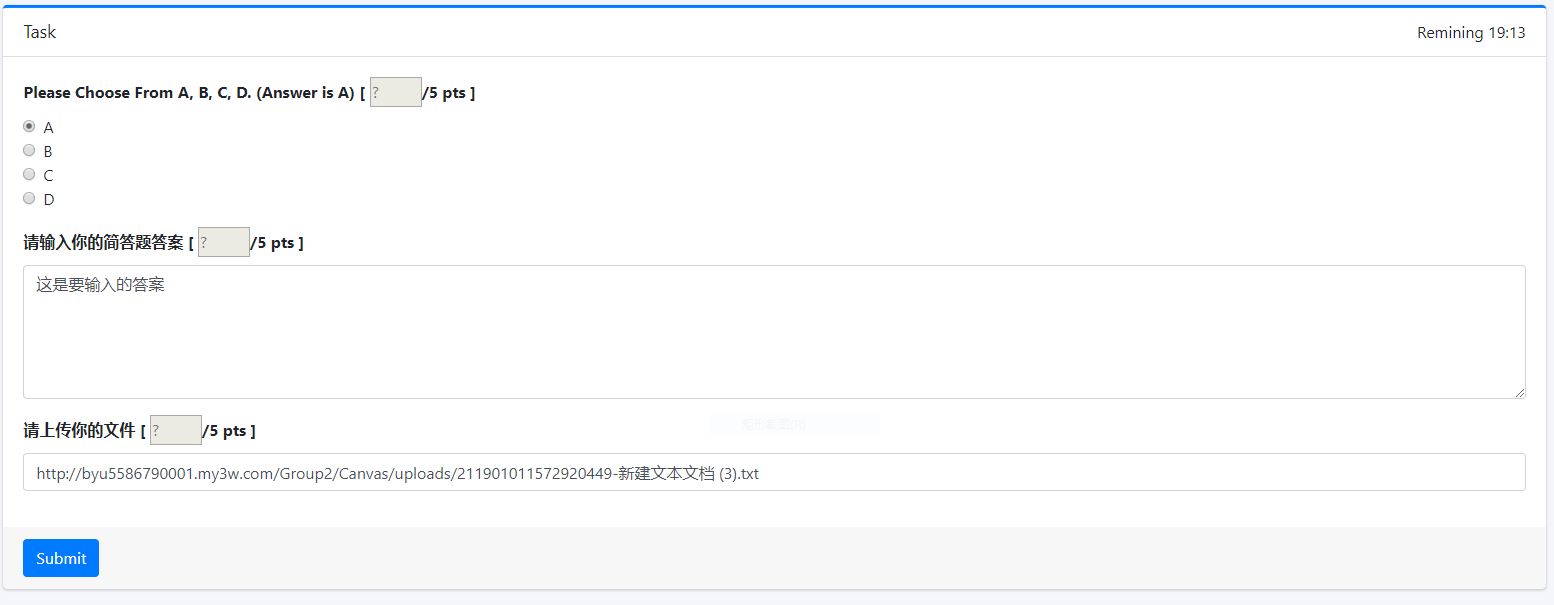 Task
Remining 19:13
Please Choose From A, B, C, D. (Answer is A) [ ? /5 pts ]
A
B
C
D
请输入你的简答题答案 [ ? /5 pts ]
这是要输入的答案
请上传你的文件 [ ? /5 pts ]
http://byu5586790001.my3w.com/Group2/Canvas/uploads/211901011572920449-新建文本文档 (3).txt
Submit